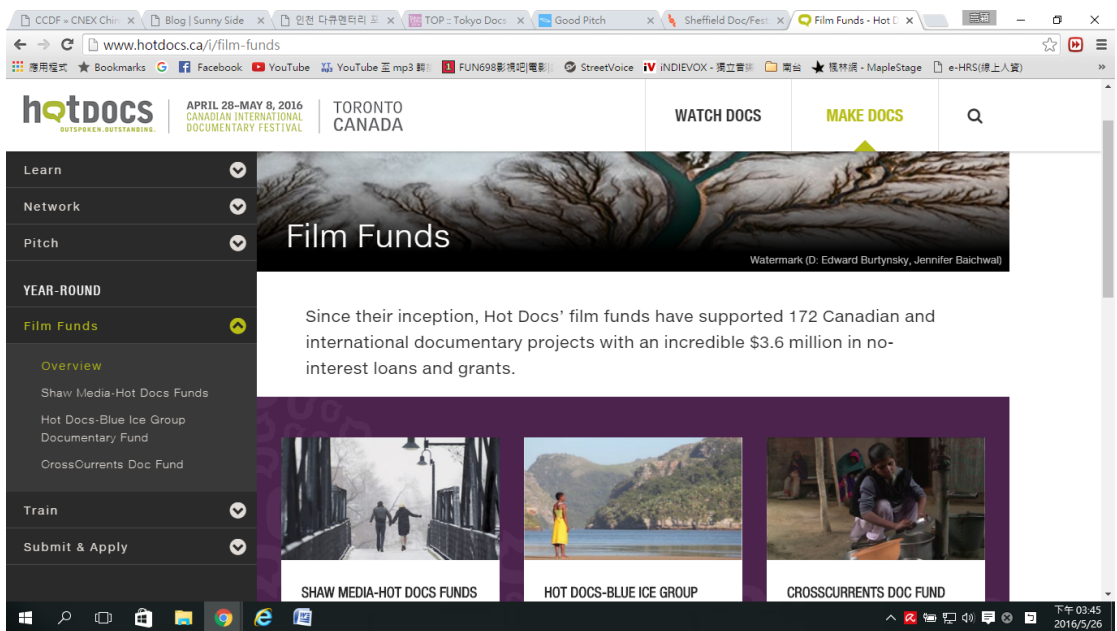 CCDF « CNEX Chin
Blog | Sunny Side
인천 다큐멘터리 포
TOP :: Tokyo Docs
Good Pitch
Sheffield Doc/Fest
Film Funds - Hot D
www.hotdocs.ca/i/film-funds
應用程式
Bookmarks
Facebook
YouTube
YouTube 至 mp3 轉
FUN698影視吧|電影
StreetVoice
iNDIEVOX - 獨立音
南台
楓林網 - MapleStage
e-HRS(線上人資)
»
hotdocs
OUTSPOKEN. OUTSTANDING.
APRIL 28–MAY 8, 2016
CANADIAN INTERNATIONAL
DOCUMENTARY FESTIVAL
TORONTO
CANADA
WATCH DOCS
MAKE DOCS
Learn
Network
Pitch
YEAR-ROUND
Film Funds
Overview
Shaw Media-Hot Docs Funds
Hot Docs-Blue Ice Group
Documentary Fund
CrossCurrents Doc Fund
Train
Submit & Apply
Film Funds
Watermark (D: Edward Burtynsky, Jennifer Baichwal)
Since their inception, Hot Docs’ film funds have supported 172 Canadian and
international documentary projects with an incredible $3.6 million in no-
interest loans and grants.
SHAW MEDIA-HOT DOCS FUNDS
HOT DOCS-BLUE ICE GROUP
CROSSCURRENTS DOC FUND
下午 03:45
2016/5/26